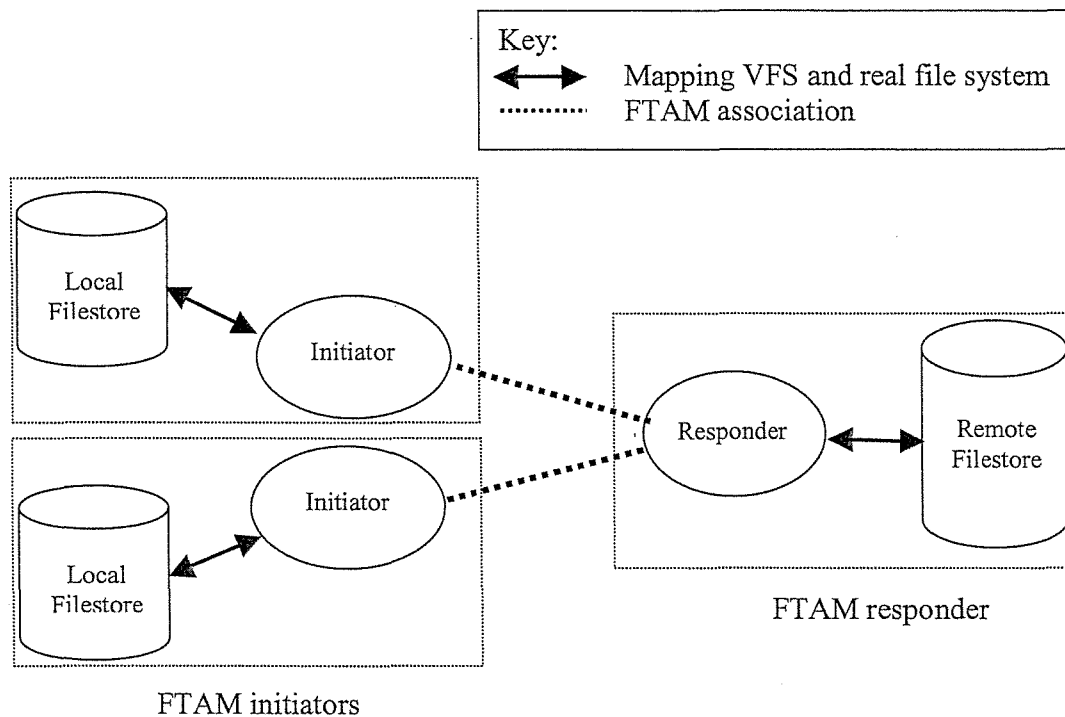 Key:
Mapping VFS and real file system
FTAM association
Local
Filestore
Initiator
Responder
Remote
Filestore
Initiator
Local
Filestore
FTAM responder
FTAM initiators